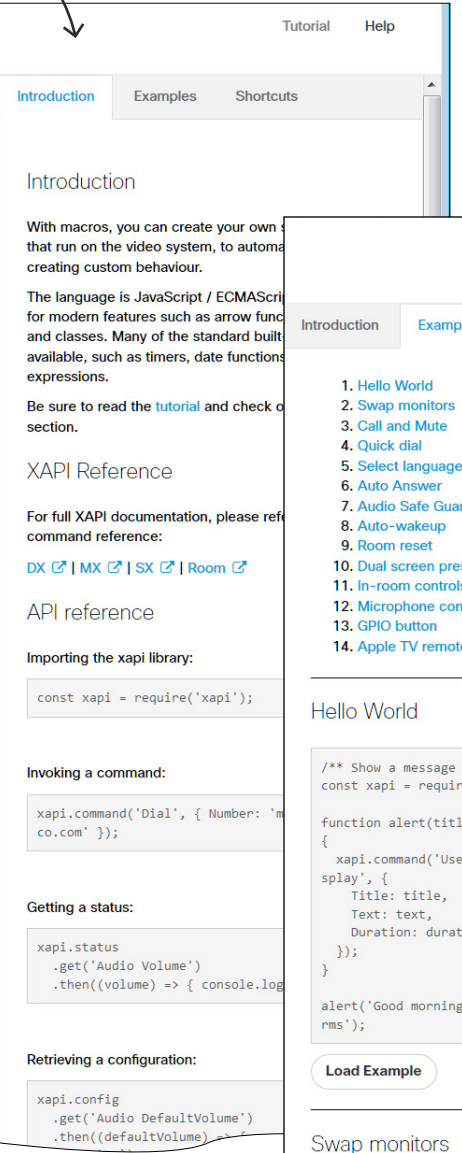 Tutorial Help
Introduction Examples Shortcuts
Introduction
With macros, you can create your own
that run on the video system, to automa
creating custom behaviour.
The language is JavaScript / ECMAScri
for modern features such as arrow func
and classes. Many of the standard built-
available, such as timers, date functions
expressions.
Be sure to read the tutorial and check o
section.
XAPI Reference
For full XAPI documentation, please refe
command reference:
DX | MX | SX | Room
API reference
Importing the xapi library:
const xapi = require('xapi');
Invoking a command:
xapi.command('Dial', { Number: 'm
co.com' });
Getting a status:
xapi.status
.get('Audio Volume')
.then((volume) => { console.log
Retrieving a configuration:
xapi.config
.get('Audio DefaultVolume')
.then((defaultVolume) => {
Introduction Examp
1. Hello World
2. Swap monitors
3. Call and Mute
4. Quick dial
5. Select language
6. Auto Answer
7. Audio Safe Guar
8. Auto-wakeup
9. Room reset
10. Dual screen pres
11. In-room controls
12. Microphone con
13. GPIO button
14. Apple TV remote
Hello World
/** Show a message
const xapi = requir
function alert(titl
{
xapi.command('Use
splay', {
Title: title,
Text: text,
Duration: durat
});
}
alert('Good morning
rms');
Load Example
Swap monitors